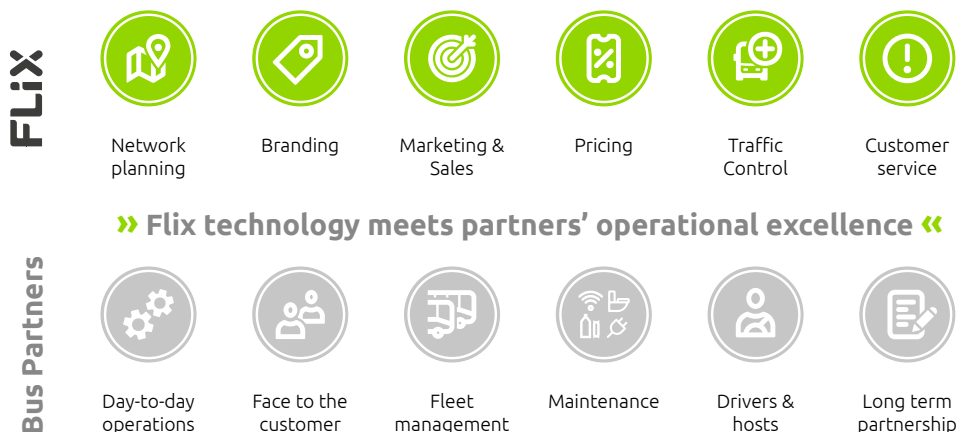 FLiX
Network
planning
Branding
Marketing &
Sales
Pricing
Traffic
Control
Customer
service
» Flix technology meets partners’ operational excellence «
Bus Partners
Day-to-day
operations
Face to the
customer
Fleet
management
Maintenance
Drivers &
hosts
Long term
partnership